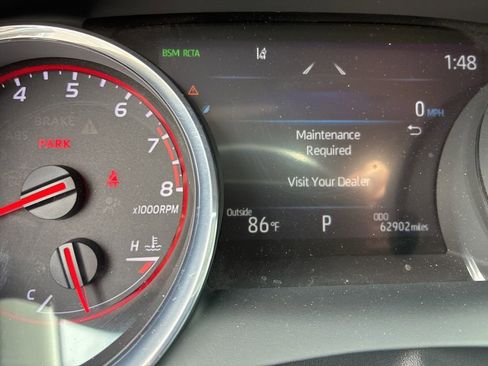 BSM RCTA
1:48
4 5 6 7 8
BRAKE
ABS
PARK
0 MPH
Maintenance
Required
Visit Your Dealer
x1000RPM
H
C
Outside
86°F
P
ODO
62902 miles